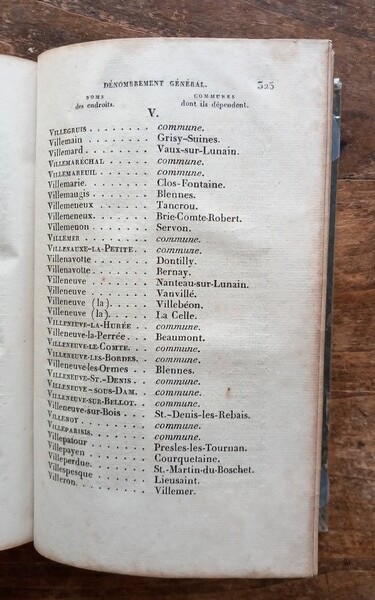 DÉNOMBREMENT GÉNÉRAL. 325
NOMS COMMUNES
des endroits. dont ils dépendent.
V.
VILLEGRUIS . . . . . . . . commune.
Villemain . . . . . . . . Grisy-Suines.
Villemard . . . . . . . . Vaux-sur-Lunain.
VILLEMARÉCHAL . . . . . . commune.
VILLEMAREUIL . . . . . . commune.
Villemarie. . . . . . . . Clos-Fontaine.
Villemaugis . . . . . . . Blennes.
Villemeneux . . . . . . . Tancrou.
Villemeneux. . . . . . . Brie-Comte-Robert.
Villemenon . . . . . . . Servon.
VILLEMER . . . . . . . . commune.
VILLENAUXE-LA-PETITE. . . commune.
Villenavotte . . . . . . Dontilly.
Villenavotte . . . . . . Bernay.
Villeneuve . . . . . . . Nanteau-sur-Lunain.
Villeneuve . . . . . . . Vanvillé.
Villeneuve (la) . . . . . Villebéon.
Villeneuve (la). . . . . La Celle.
VILLENEUVE-LA-HURÉE . . . commune.
Villeneuve-la-Perrée. . . Beaumont.
VILLENEUVE-LE-COMTE. . . commune.
VILLENEUVE-LES-BORDES. . commune.
Villeneuve-les-Ormes . . Blennes.
VILLENEUVE-ST.-DENIS . . commune.
VILLENEUVE-SOUS-DAM. . . commune.
VILLENEUVE-SUR-BELLOT. . commune.
Villeneuve-sur-Bois . . . St.-Denis-les-Rebais.
VILLENOY . . . . . . . . commune.
VILLEPARISIS . . . . . . commune.
Villepatour . . . . . . . Presles-les-Tournan.
Villepayen . . . . . . . Courquetaine.
Villeperdue. . . . . . . St.-Martin-du-Boschet.
Villespesque . . . . . . Lieusaint.
Villeron. . . . . . . . . Villemer.